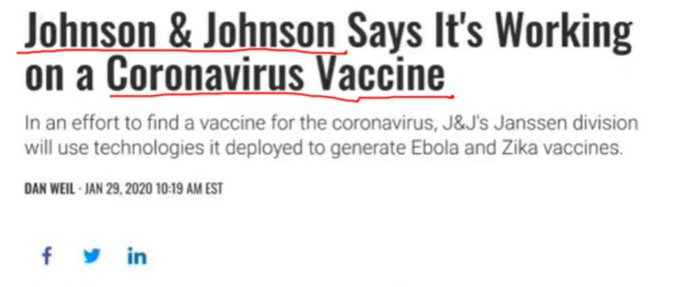 Johnson & Johnson Says It's Working
on a Coronavirus Vaccine
In an effort to find a vaccine for the coronavirus, J&J's Janssen division
will use technologies it deployed to generate Ebola and Zika vaccines.
DAN WEIL · JAN 29, 2020 10:19 AM EST
f in